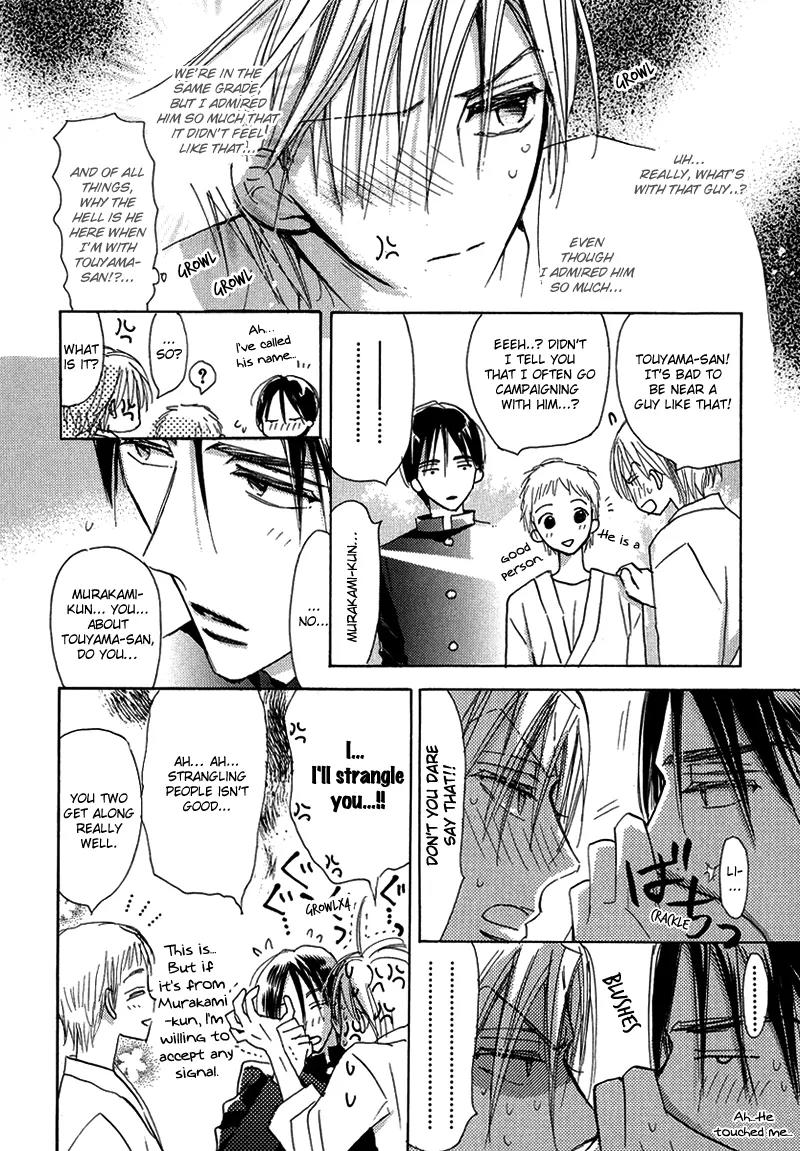 UH...
REALLY, WHAT'S
WITH THAT GUY..?
EVEN
THOUGH
I ADMIRED HIM
SO MUCH...
GROWL
GROWL
WE'RE IN THE
SAME GRADE,
BUT I ADMIRED
HIM SO MUCH THAT
IT DIDN'T FEEL
LIKE THAT...
AND OF ALL
THINGS,
WHY THE
HELL IS HE
HERE WHEN
I'M WITH
TOUYAMA-
SAN!?...
GROWL
GROWL
TOUYAMA-SAN!
IT'S BAD TO
BE NEAR A
GUY LIKE THAT!
EEEH..? DIDN'T
I TELL YOU
THAT I OFTEN GO
CAMPAIGNING
WITH HIM...?
He is a
Good
person.
MURAKAMI-KUN...
Ah...
I've called
his name...
...
SO?
?
WHAT
IS IT?
...
NO...
MURAKAMI-
KUN... YOU...
ABOUT
TOUYAMA-SAN,
DO YOU...
LI-
...
ばちっ
CRACKLE
DON'T YOU DARE
SAY THAT!!
BLUSHES
Ah..He
touched me...
I...
I'll strangle
you...!!
AH... AH...
STRANGLING
PEOPLE ISN'T
GOOD...
YOU TWO
GET ALONG
REALLY
WELL.
ぐぐぐぐ
GROWLX4
This is...
But if
it's from
Murakami
-kun, I'm
willing to
accept any
signal.